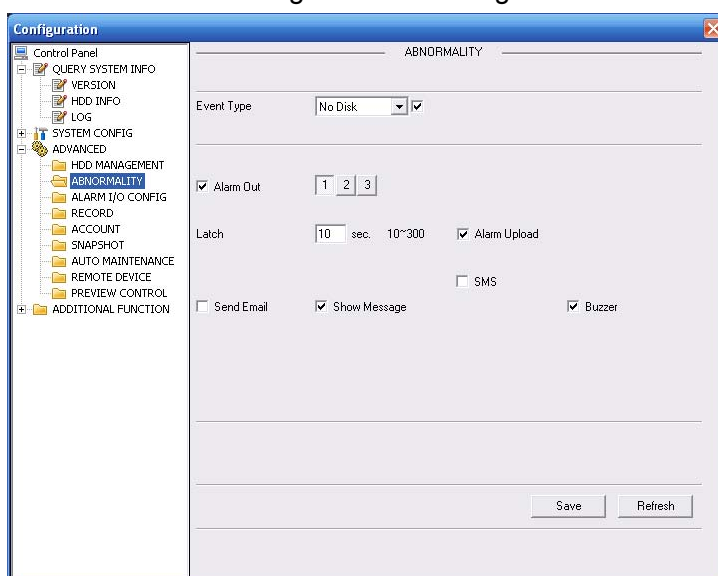 Configuration
Control Panel
QUERY SYSTEM INFO
VERSION
HDD INFO
LOG
SYSTEM CONFIG
ADVANCED
HDD MANAGEMENT
ABNORMALITY
ALARM I/O CONFIG
RECORD
ACCOUNT
SNAPSHOT
AUTO MAINTENANCE
REMOTE DEVICE
PREVIEW CONTROL
ADDITIONAL FUNCTION
ABNORMALITY
Event Type No Disk
Alarm Out 1 2 3
Latch 10 sec. 10~300 Alarm Upload
SMS
Send Email Show Message Buzzer
Save Refresh